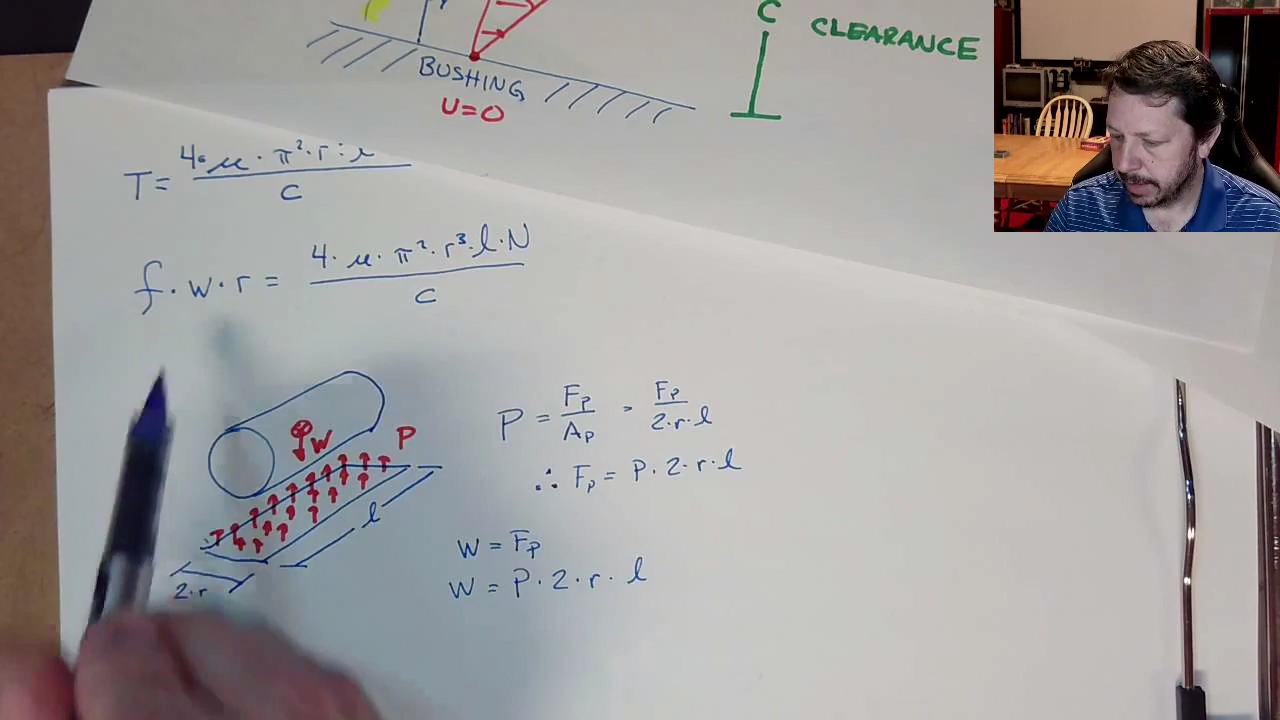 C CLEARANCE
BUSHING
U=0
T = 4·μ·π²·r·l / C
f·w·r = 4·μ·π²·r³·l·N / C
W
P
l
2·r
P = Fp / Ap = Fp / 2·r·l
∴ Fp = P·2·r·l
W = Fp
W = P·2·r·l